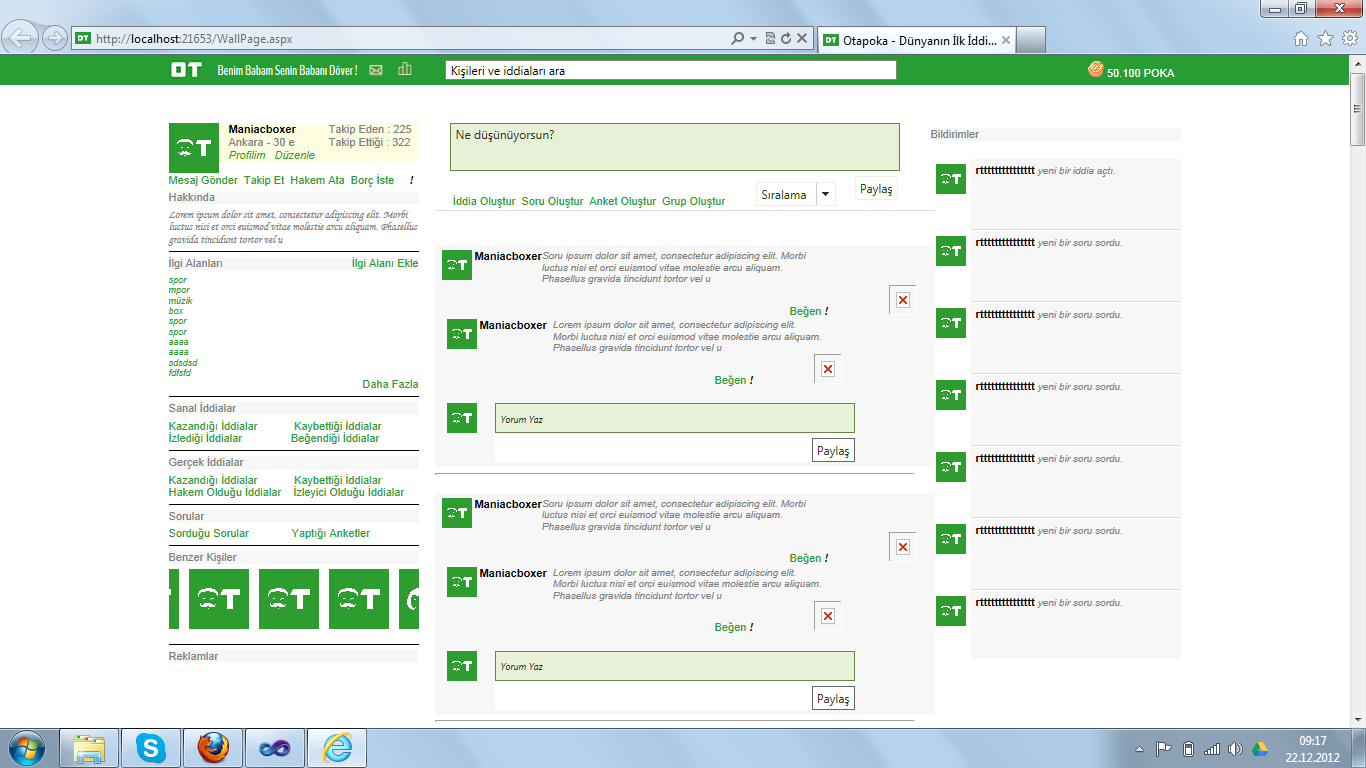 http://localhost:21653/WallPage.aspx
OT
Otapoka - Dünyanın İlk İddi...
OT
Benim Babam Senin Babanı Döver !
Kişileri ve iddiaları ara
50.100 POKA
T
Maniacboxer
Takip Eden : 225
Ankara - 30 e
Takip Ettiği : 322
Profilim Düzenle
Mesaj Gönder Takip Et Hakem Ata Borç İste !
Hakkında
Lorem ipsum dolor sit amet, consectetur adipiscing elit. Morbi
luctus nisi et orci euismod vitae molestie arcu aliquam. Phasellus
gravida tincidunt tortor vel u
İlgi Alanları
İlgi Alanı Ekle
spor
mpor
müzik
box
spor
spor
aaaa
aaaa
sdsdsd
fdfsfd
Daha Fazla
Sanal İddialar
Kazandığı İddialar Kaybettiği İddialar
İzlediği İddialar Beğendiği İddialar
Gerçek İddialar
Kazandığı İddialar Kaybettiği İddialar
Hakem Olduğu İddialar İzleyici Olduğu İddialar
Sorular
Sorduğu Sorular Yaptığı Anketler
Benzer Kişiler
T
T
T
Reklamlar
Ne düşünüyorsun?
İddia Oluştur Soru Oluştur Anket Oluştur Grup Oluştur
Sıralama
Paylaş
T
Maniacboxer
Soru ipsum dolor sit amet, consectetur adipiscing elit. Morbi
luctus nisi et orci euismod vitae molestie arcu aliquam.
Phasellus gravida tincidunt tortor vel u
Beğen !
T
Maniacboxer
Lorem ipsum dolor sit amet, consectetur adipiscing elit.
Morbi luctus nisi et orci euismod vitae molestie arcu aliquam.
Phasellus gravida tincidunt tortor vel u
Beğen !
T
Yorum Yaz
Paylaş
T
Maniacboxer
Soru ipsum dolor sit amet, consectetur adipiscing elit. Morbi
luctus nisi et orci euismod vitae molestie arcu aliquam.
Phasellus gravida tincidunt tortor vel u
Beğen !
T
Maniacboxer
Lorem ipsum dolor sit amet, consectetur adipiscing elit.
Morbi luctus nisi et orci euismod vitae molestie arcu aliquam.
Phasellus gravida tincidunt tortor vel u
Beğen !
T
Yorum Yaz
Paylaş
Bildirimler
T
rtttttttttttttttt yeni bir iddia açtı.
T
rtttttttttttttttt yeni bir soru sordu.
T
rtttttttttttttttt yeni bir soru sordu.
T
rtttttttttttttttt yeni bir soru sordu.
T
rtttttttttttttttt yeni bir soru sordu.
T
rtttttttttttttttt yeni bir soru sordu.
T
rtttttttttttttttt yeni bir soru sordu.
09:17
22.12.2012